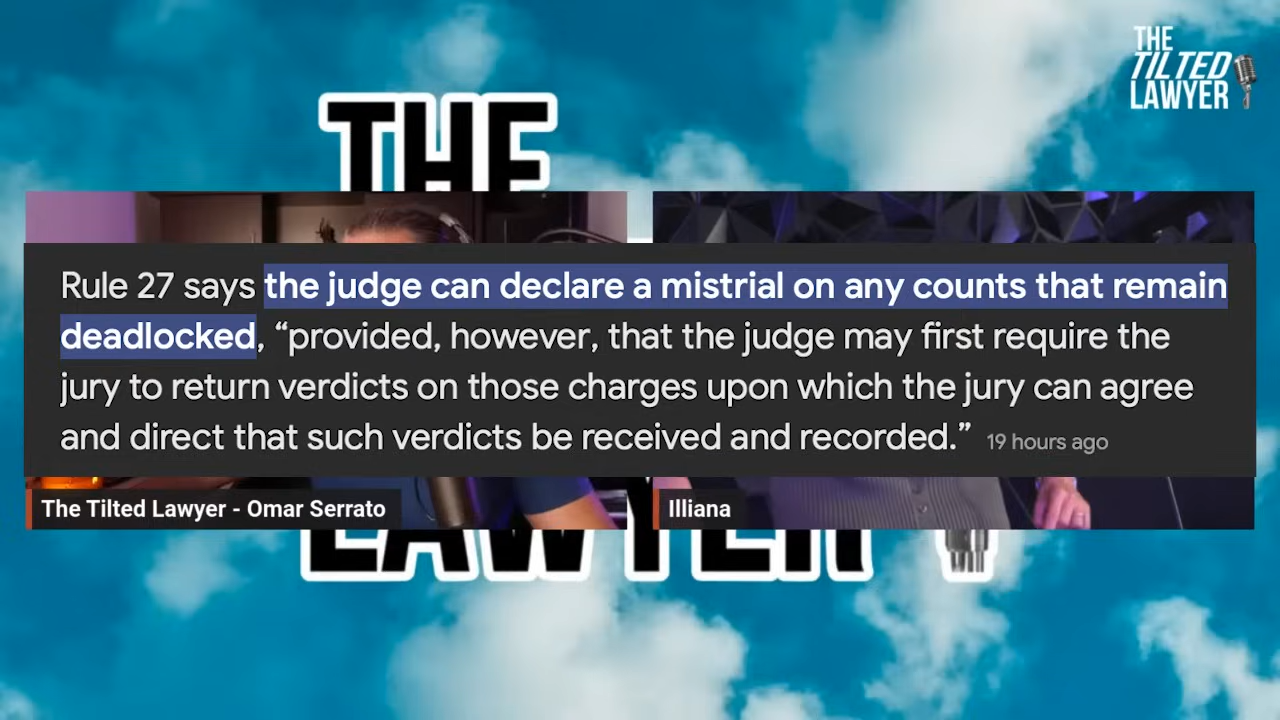 THE
TILTED
LAWYER
THE
Rule 27 says the judge can declare a mistrial on any counts that remain
deadlocked, “provided, however, that the judge may first require the
jury to return verdicts on those charges upon which the jury can agree
and direct that such verdicts be received and recorded.” 19 hours ago
The Tilted Lawyer - Omar Serrato
Illiana
LAWYER